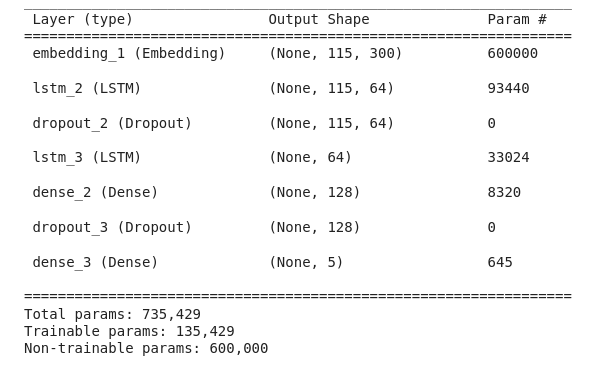 _________________________________________________________________
Layer (type) Output Shape Param #
=================================================================
embedding_1 (Embedding) (None, 115, 300) 600000
lstm_2 (LSTM) (None, 115, 64) 93440
dropout_2 (Dropout) (None, 115, 64) 0
lstm_3 (LSTM) (None, 64) 33024
dense_2 (Dense) (None, 128) 8320
dropout_3 (Dropout) (None, 128) 0
dense_3 (Dense) (None, 5) 645
=================================================================
Total params: 735,429
Trainable params: 135,429
Non-trainable params: 600,000